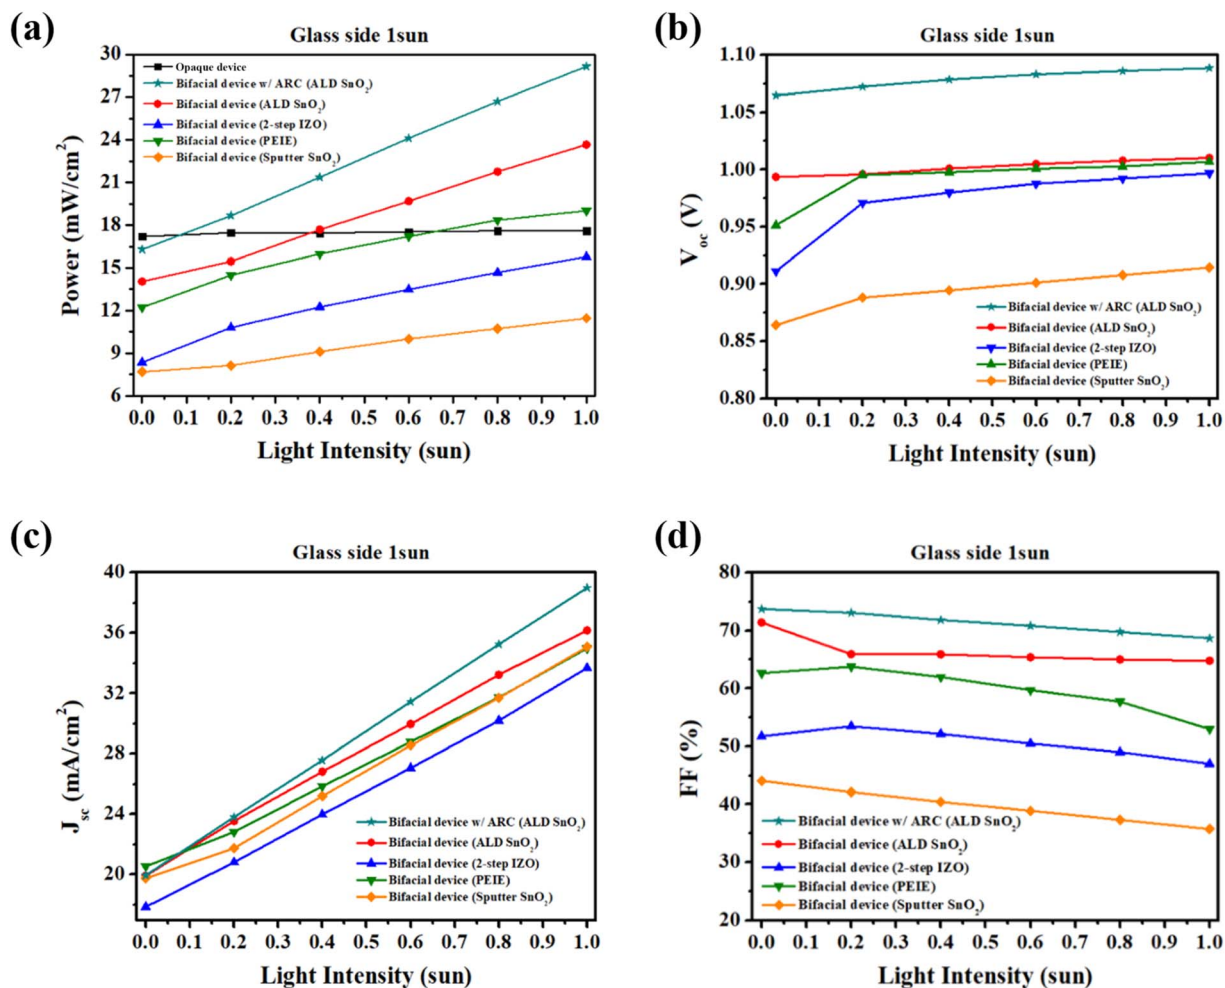 (a)
Glass side 1sun
Power (mW/cm²)
30
27
24
21
18
15
12
9
6
Opaque device
Bifacial device w/ ARC (ALD SnO₂)
Bifacial device (ALD SnO₂)
Bifacial device (2-step IZO)
Bifacial device (PEIE)
Bifacial device (Sputter SnO₂)
0.0 0.1 0.2 0.3 0.4 0.5 0.6 0.7 0.8 0.9 1.0
Light Intensity (sun)
(b)
Glass side 1sun
V_oc (V)
1.10
1.05
1.00
0.95
0.90
0.85
0.80
Bifacial device w/ ARC (ALD SnO₂)
Bifacial device (ALD SnO₂)
Bifacial device (2-step IZO)
Bifacial device (PEIE)
Bifacial device (Sputter SnO₂)
0.0 0.1 0.2 0.3 0.4 0.5 0.6 0.7 0.8 0.9 1.0
Light Intensity (sun)
(c)
Glass side 1sun
J_sc (mA/cm²)
40
36
32
28
24
20
Bifacial device w/ ARC (ALD SnO₂)
Bifacial device (ALD SnO₂)
Bifacial device (2-step IZO)
Bifacial device (PEIE)
Bifacial device (Sputter SnO₂)
0.0 0.1 0.2 0.3 0.4 0.5 0.6 0.7 0.8 0.9 1.0
Light Intensity (sun)
(d)
Glass side 1sun
FF (%)
80
70
60
50
40
30
20
Bifacial device w/ ARC (ALD SnO₂)
Bifacial device (ALD SnO₂)
Bifacial device (2-step IZO)
Bifacial device (PEIE)
Bifacial device (Sputter SnO₂)
0.0 0.1 0.2 0.3 0.4 0.5 0.6 0.7 0.8 0.9 1.0
Light Intensity (sun)